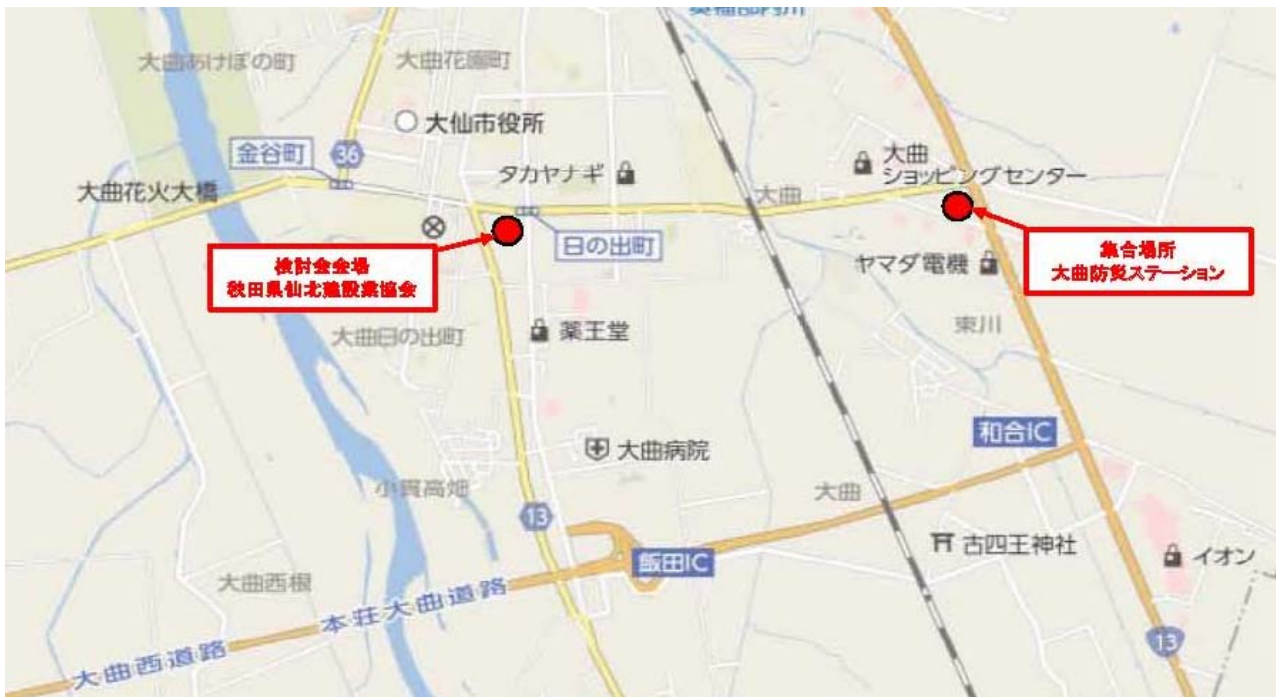 大曲あけぼの町
大曲花園町
大仙市役所
金谷町
36
タカヤナギ
大曲
ショッピングセンター
大曲花火大橋
大曲
日の出町
検討会会場
秋田県仙北建設業協会
集合場所
大曲防災ステーション
ヤマダ電機
大曲日の出町
薬王堂
東川
和合IC
大曲病院
小貫高畑
大曲
13
古四王神社
飯田IC
イオン
大曲西根
本荘大曲道路
大曲西道路
13